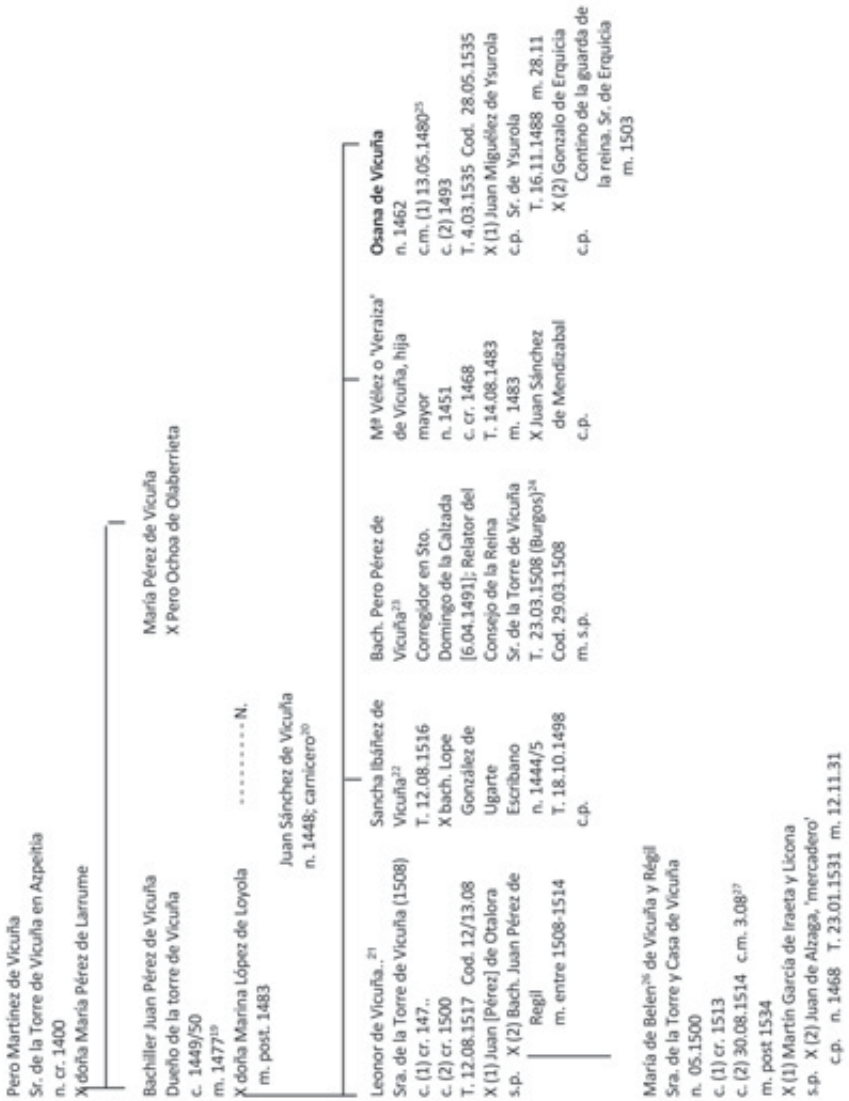 Pero Martínez de Vicuña
Sr. de la Torre de Vicuña en Azpeitia
n. cr. 1400
X doña María Pérez de Larrume
Bachiller Juan Pérez de Vicuña
Dueño de la torre de Vicuña
c. 1449/50
m. 1477¹⁹
X doña Marina López de Loyola
m. post. 1483
- - - - - - - - - N.
Juan Sánchez de Vicuña
n. 1448; carnicero²⁰
María Pérez de Vicuña
X Pero Ochoa de Olaberrieta
Leonor de Vicuña..²¹
Sra. de la Torre de Vicuña (1508)
c. (1) cr. 147..
c. (2) cr. 1500
T. 12.08.1517 Cod. 12/13.08
X (1) Juan [Pérez] de Otalora
s.p. X (2) Bach. Juan Pérez de
Regil
m. entre 1508-1514
Sancha Ibáñez de
Vicuña²²
T. 12.08.1516
X bach. Lope
González de
Ugarte
Escribano
n. 1444/5
T. 18.10.1498
c.p.
Bach. Pero Pérez de
Vicuña²³
Corregidor en Sto.
Domingo de la Calzada
[6.04.1491]; Relator del
Consejo de la Reina
Sr. de la Torre de Vicuña
T. 23.03.1508 (Burgos)²⁴
Cod. 29.03.1508
m. s.p.
Mª Vélez o 'Veraiza'
de Vicuña, hija
mayor
n. 1451
c. cr. 1468
T. 14.08.1483
m. 1483
X Juan Sánchez
de Mendizabal
c.p.
Osana de Vicuña
n. 1462
c.m. (1) 13.05.1480²⁵
c. (2) 1493
T. 4.03.1535 Cod. 28.05.1535
X (1) Juan Miguélez de Ysurola
c.p. Sr. de Ysurola
T. 16.11.1488 m. 28.11
X (2) Gonzalo de Erquicia
Contino de la guarda de
c.p. la reina. Sr. de Erquicia
m. 1503
María de Belen²⁶ de Vicuña y Régil
Sra. de la Torre y Casa de Vicuña
n. 05.1500
c. (1) cr. 1513
c. (2) 30.08.1514 c.m. 3.08²⁷
m. post 1534
X (1) Martín García de Iraeta y Licona
s.p. X (2) Juan de Alzaga, 'mercadero'
c.p. n. 1468 T. 23.01.1531 m. 12.11.31